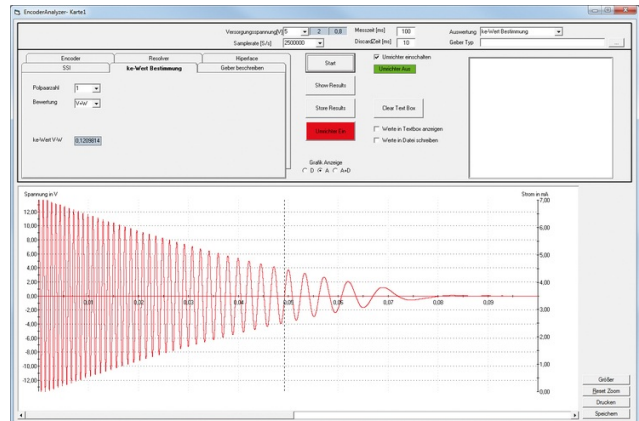 EncoderAnalyzer- Karte1
Versorgungsspannung[V] 5 2 0,8 Messzeit [ms] 100 Auswertung ke-Wert Bestimmung
Samplerate [S/s] 2500000 DiscardZeit [ms] 10 Geber Typ ...
Encoder Resolver Hiperface
SSI ke-Wert Bestimmung Geber beschreiben
Polpaarzahl 1
Bewertung V+W
ke-Wert V-W 0,1209814
Start
Umrichter einschalten
Umrichter Aus
Show Results
Store Results
Clear Text Box
Umrichter Ein
Werte in Textbox anzeigen
Werte in Datei schreiben
Grafik Anzeige
D A A+D
Spannung in V
Strom in mA
12,00
10,00
8,00
6,00
4,00
2,00
0,00
-2,00
-4,00
-6,00
-8,00
-10,00
-12,00
0,01 0,02 0,03 0,04 0,05 0,06 0,07 0,08 0,09
7,00
6,00
5,00
4,00
3,00
2,00
1,00
0,00
Größer
Reset Zoom
Drucken
Speichern